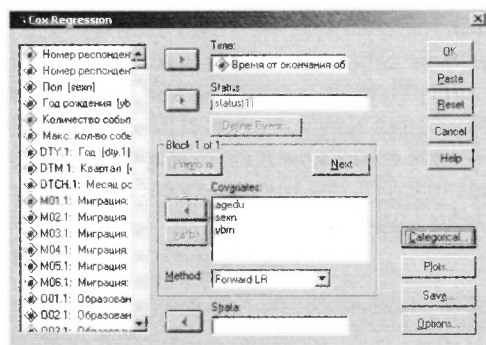 Cox Regression
Номер респондент
Номер респондент
Пол [sexn]
Год рождения [yb
Количество событ
Макс. кол-во собы
DTY.1: Год [dty.1]
DTM.1: Квартал [
DTCH.1: Месяц ро
M01.1: Миграция:
M02.1: Миграция
M03.1: Миграция
M04.1: Миграция
M05.1: Миграция
M06.1: Миграция:
O01.1: Образован
O02.1: Образован
Time:
Время от окончания об
Status
status(1)
Define Event...
Block 1 of 1
Previous
Next
Covariates:
agedu
sexn
ybrn
>a*b>
Method:
Forward LR
Strata:
OK
Paste
Reset
Cancel
Help
Categorical...
Plots...
Save...
Options...